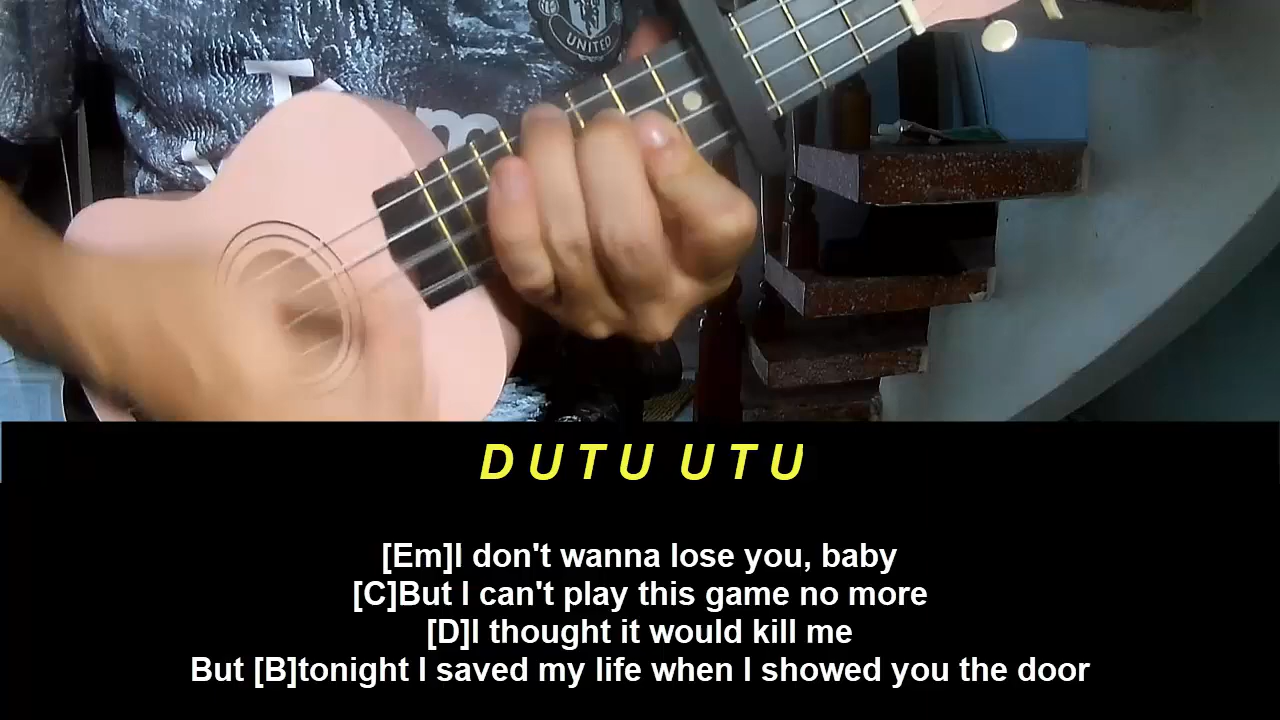 UNITED
D U T U U T U
[Em]I don't wanna lose you, baby
[C]But I can't play this game no more
[D]I thought it would kill me
But [B]tonight I saved my life when I showed you the door